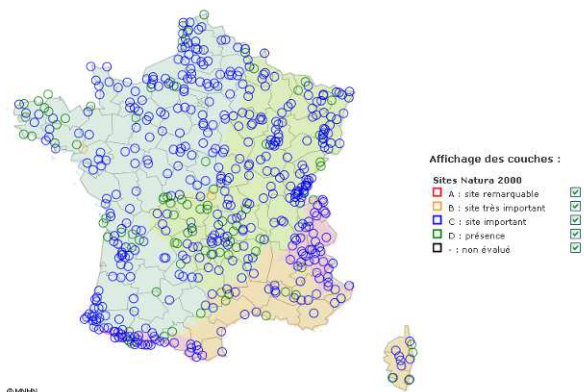 Affichage des couches :
Sites Natura 2000
A : site remarquable
B : site très important
C : site important
D : présence
- : non évalué
©MNHN